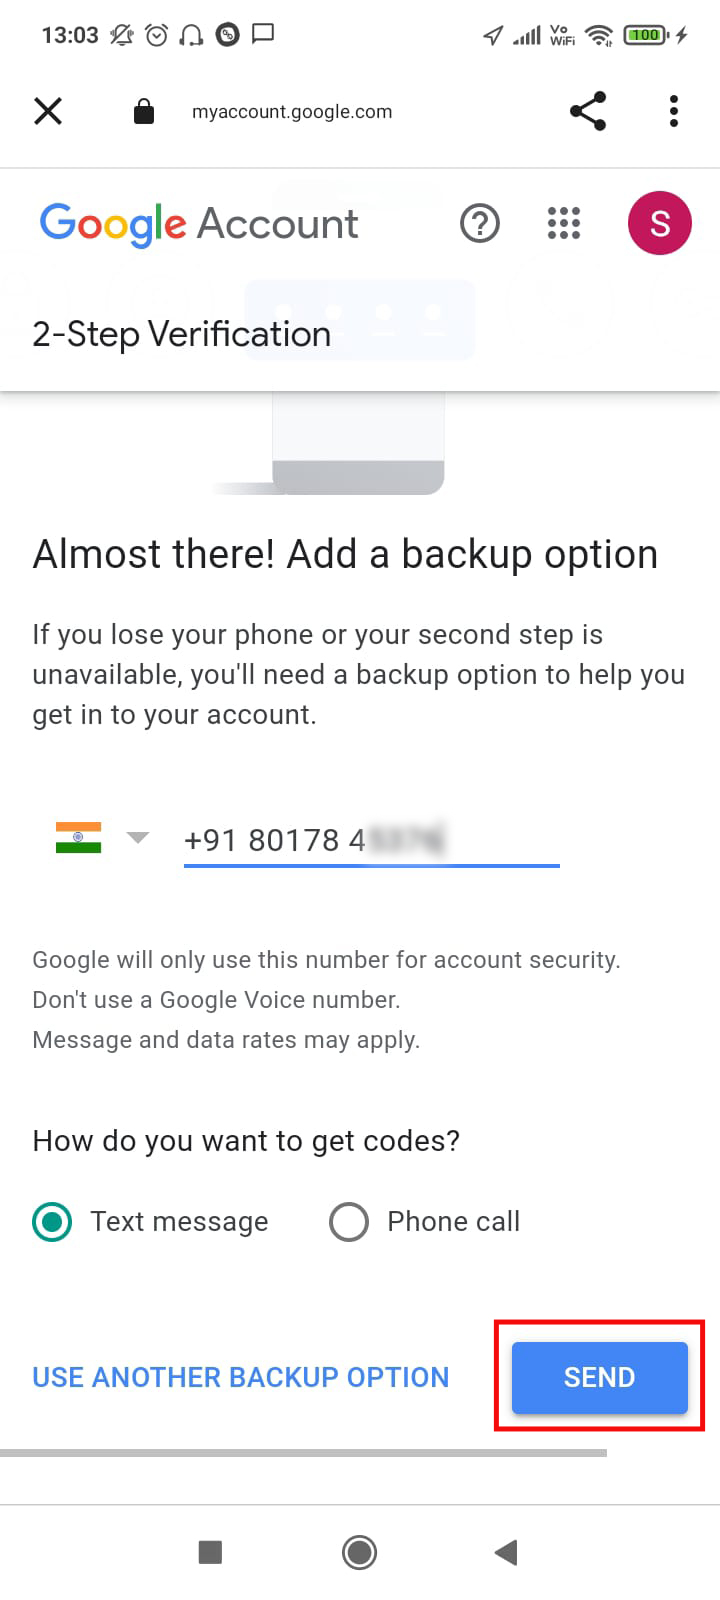 13:03
Vo
WiFi
100
myaccount.google.com
Google Account
S
2-Step Verification
Almost there! Add a backup option
If you lose your phone or your second step is
unavailable, you'll need a backup option to help you
get in to your account.
+91 80178 4
Google will only use this number for account security.
Don't use a Google Voice number.
Message and data rates may apply.
How do you want to get codes?
Text message
Phone call
USE ANOTHER BACKUP OPTION
SEND